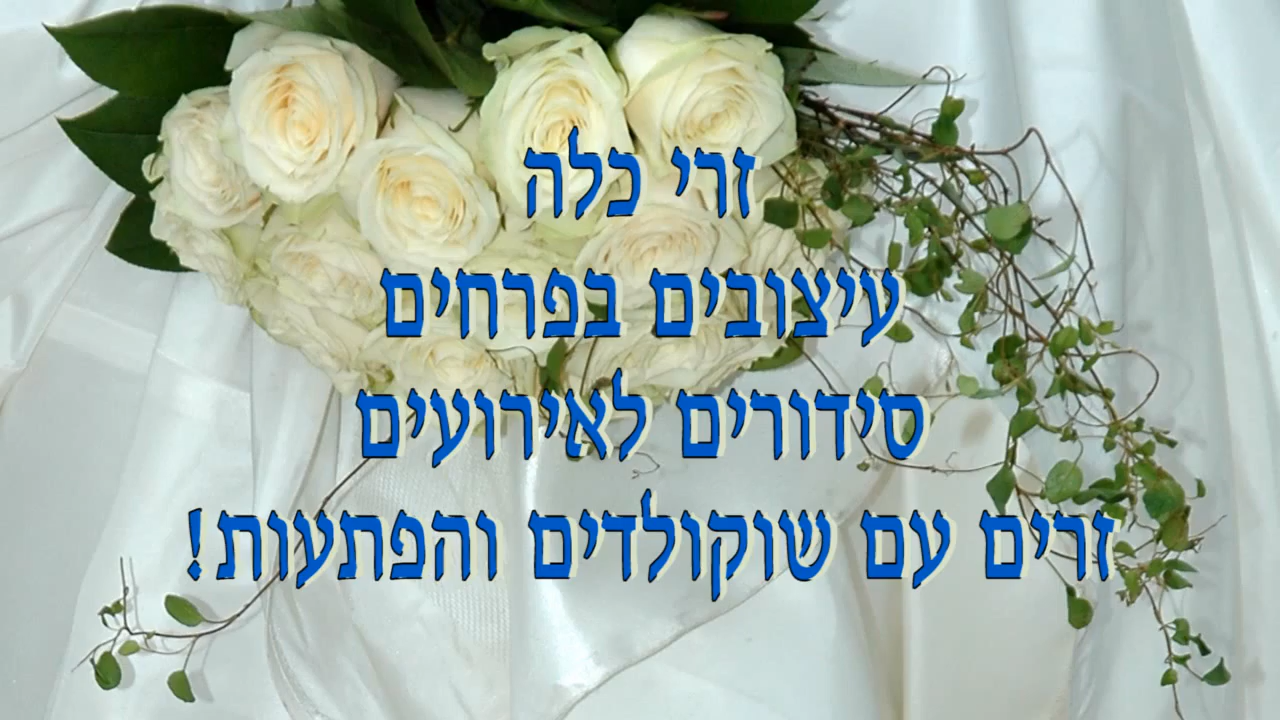 זרי כלה
עיצובים בפרחים
סידורים לאירועים
זרים עם שוקולדים והפתעות!